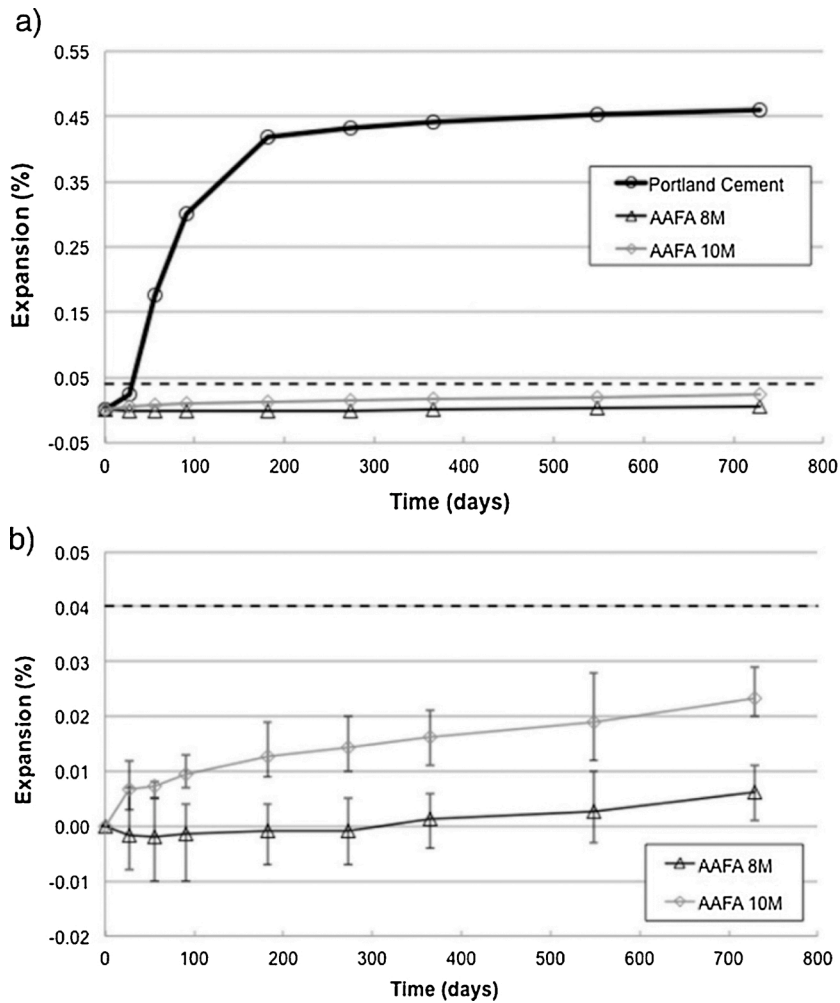 a)
0.55
0.45
0.35
0.25
0.15
0.05
-0.05
Expansion (%)
Portland Cement
AAFA 8M
AAFA 10M
0 100 200 300 400 500 600 700 800
Time (days)
b)
0.05
0.04
0.03
0.02
0.01
0.00
-0.01
-0.02
Expansion (%)
AAFA 8M
AAFA 10M
0 100 200 300 400 500 600 700 800
Time (days)